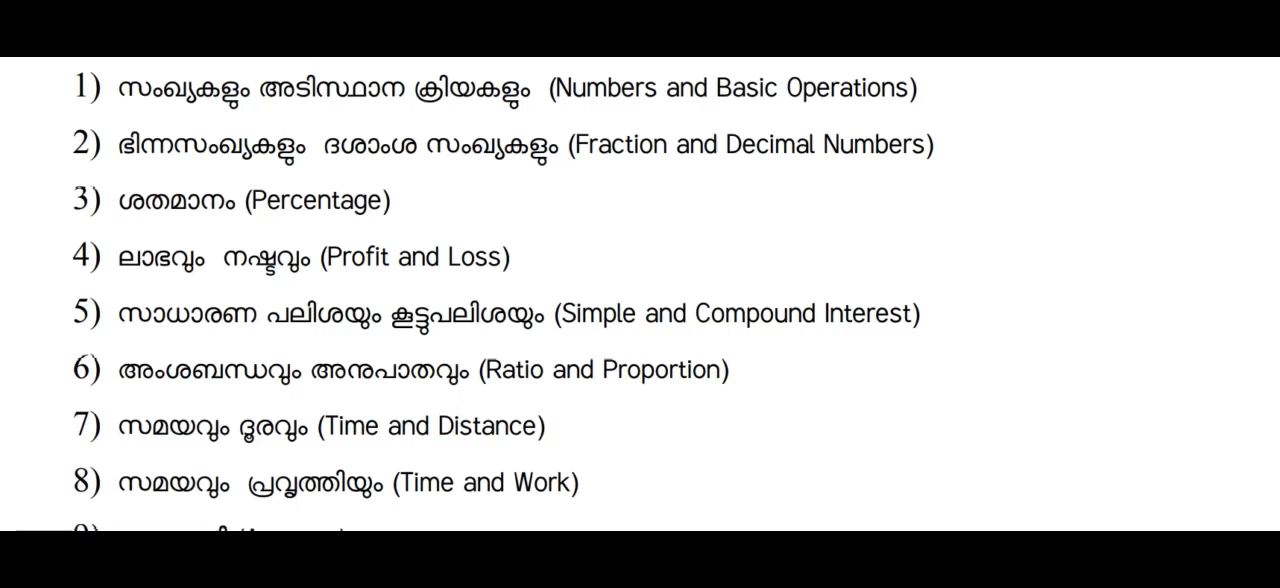 1) സംഖ്യകളും അടിസ്ഥാന ക്രിയകളും (Numbers and Basic Operations)
2) ഭിന്നസംഖ്യകളും ദശാംശ സംഖ്യകളും (Fraction and Decimal Numbers)
3) ശതമാനം (Percentage)
4) ലാഭവും നഷ്ടവും (Profit and Loss)
5) സാധാരണ പലിശയും കൂട്ടുപലിശയും (Simple and Compound Interest)
6) അംശബന്ധവും അനുപാതവും (Ratio and Proportion)
7) സമയവും ദൂരവും (Time and Distance)
8) സമയവും പ്രവൃത്തിയും (Time and Work)